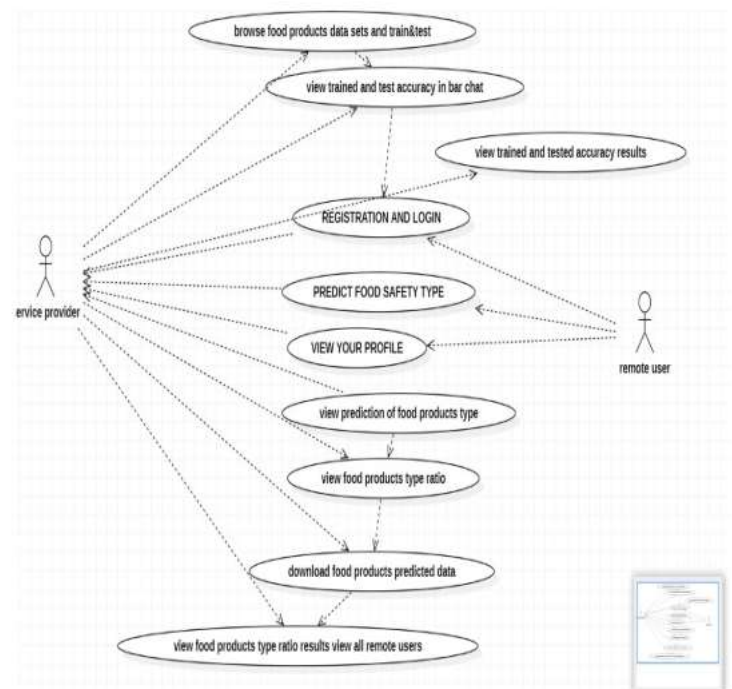 browse food products data sets and train&test
view trained and test accuracy in bar chat
view trained and tested accuracy results
REGISTRATION AND LOGIN
PREDICT FOOD SAFETY TYPE
ervice provider
VIEW YOUR PROFILE
remote user
view prediction of food products type
view food products type ratio
download food products predicted data
view food products type ratio results view all remote users